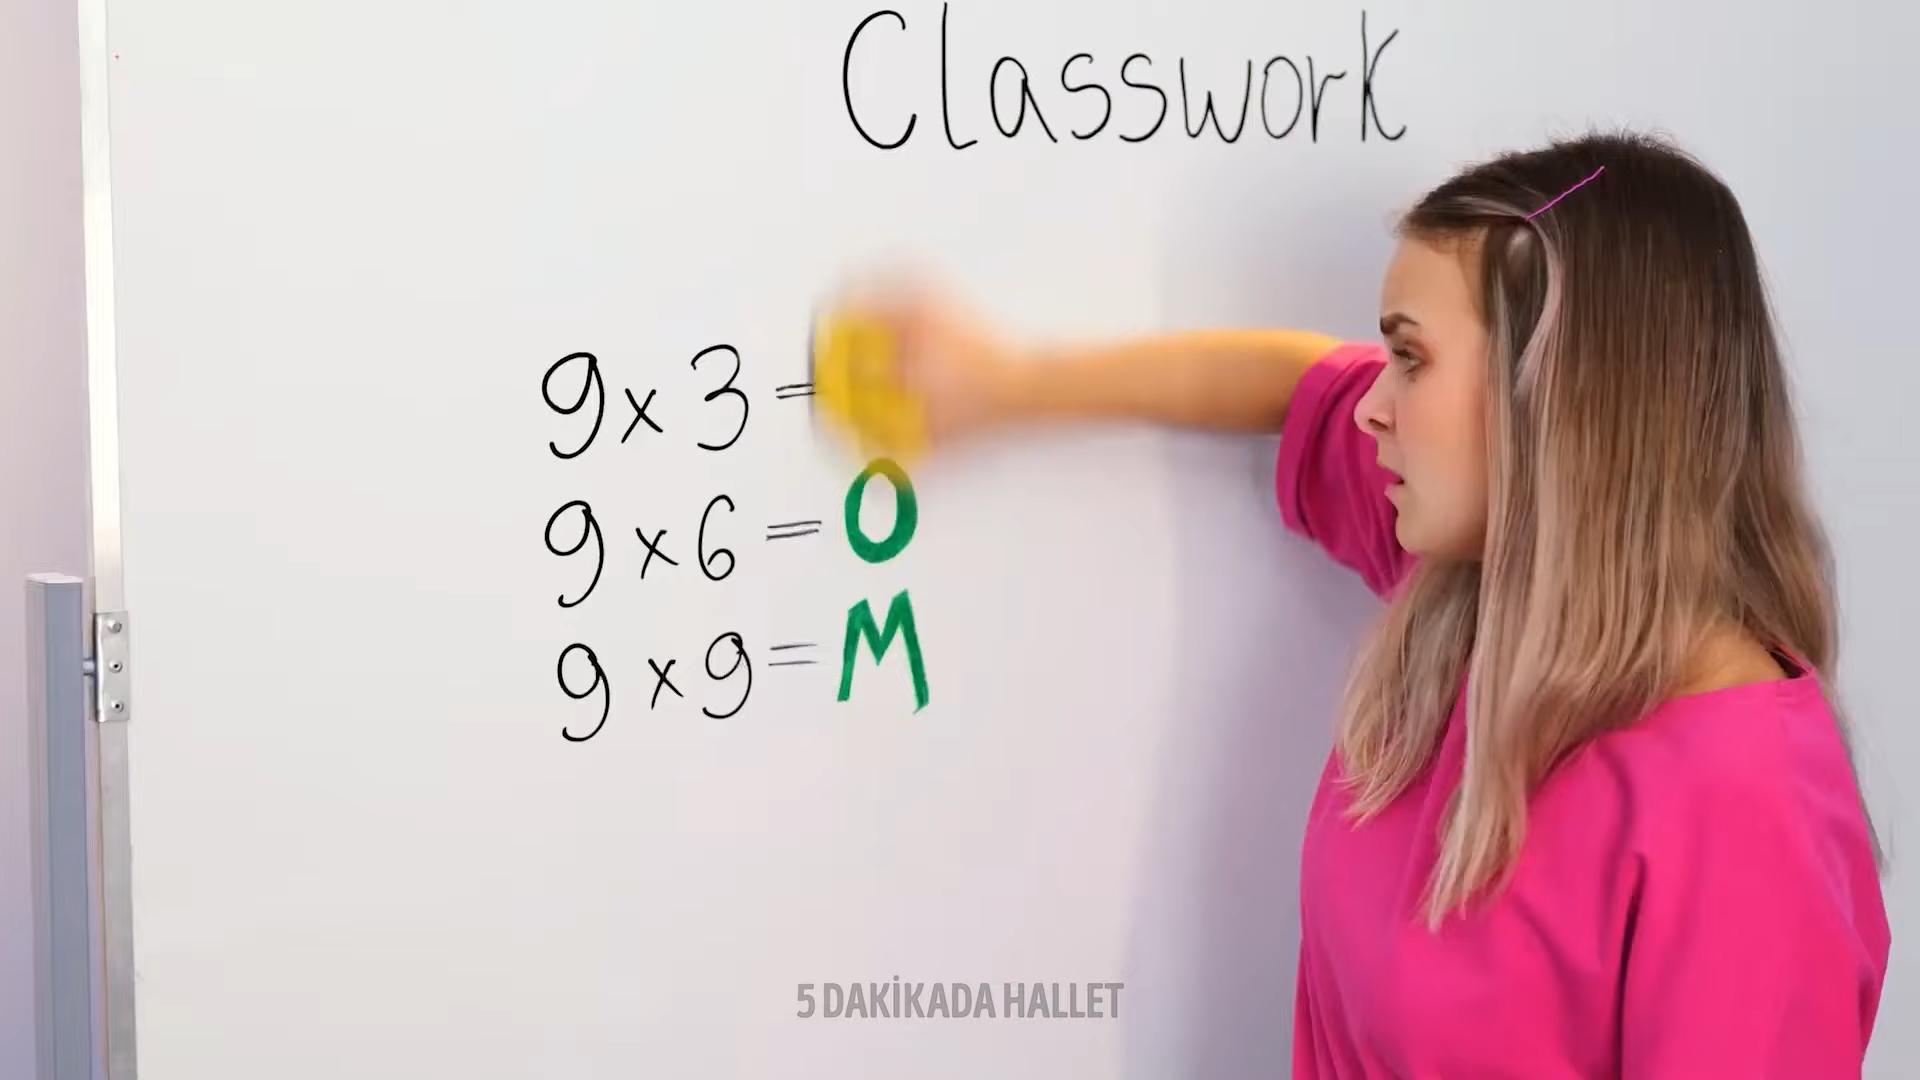 Classwork
9 x 3 =
9 x 6 = O
9 x 9 = M
5 DAKİKADA HALLET